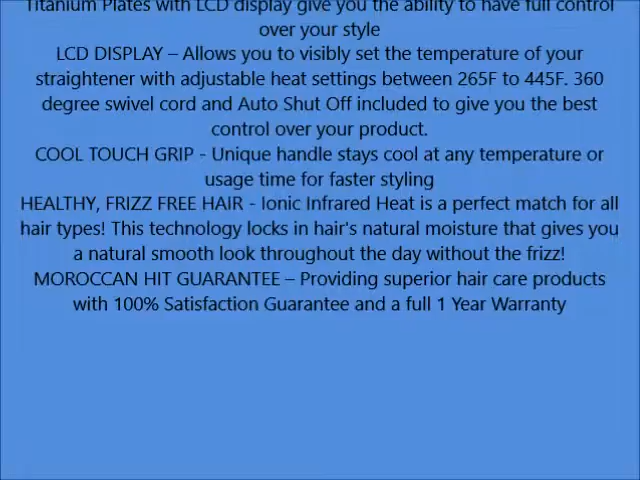 Titanium Plates with LCD display give you the ability to have full control
over your style
LCD DISPLAY – Allows you to visibly set the temperature of your
straightener with adjustable heat settings between 265F to 445F. 360
degree swivel cord and Auto Shut Off included to give you the best
control over your product.
COOL TOUCH GRIP - Unique handle stays cool at any temperature or
usage time for faster styling
HEALTHY, FRIZZ FREE HAIR - Ionic Infrared Heat is a perfect match for all
hair types! This technology locks in hair's natural moisture that gives you
a natural smooth look throughout the day without the frizz!
MOROCCAN HIT GUARANTEE – Providing superior hair care products
with 100% Satisfaction Guarantee and a full 1 Year Warranty